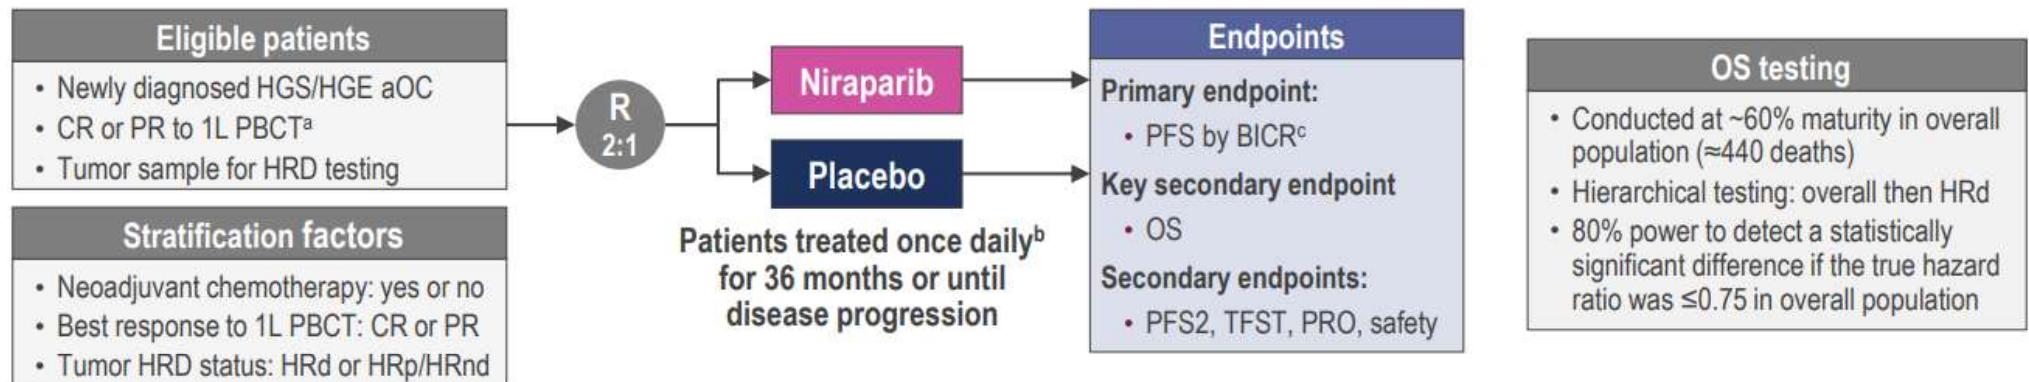 Eligible patients
• Newly diagnosed HGS/HGE aOC
• CR or PR to 1L PBCTᵃ
• Tumor sample for HRD testing
Stratification factors
• Neoadjuvant chemotherapy: yes or no
• Best response to 1L PBCT: CR or PR
• Tumor HRD status: HRd or HRp/HRnd
R
2:1
Niraparib
Placebo
Patients treated once dailyᵇ
for 36 months or until
disease progression
Endpoints
Primary endpoint:
• PFS by BICRᶜ
Key secondary endpoint
• OS
Secondary endpoints:
• PFS2, TFST, PRO, safety
OS testing
• Conducted at ~60% maturity in overall
population (≈440 deaths)
• Hierarchical testing: overall then HRd
• 80% power to detect a statistically
significant difference if the true hazard
ratio was ≤0.75 in overall population